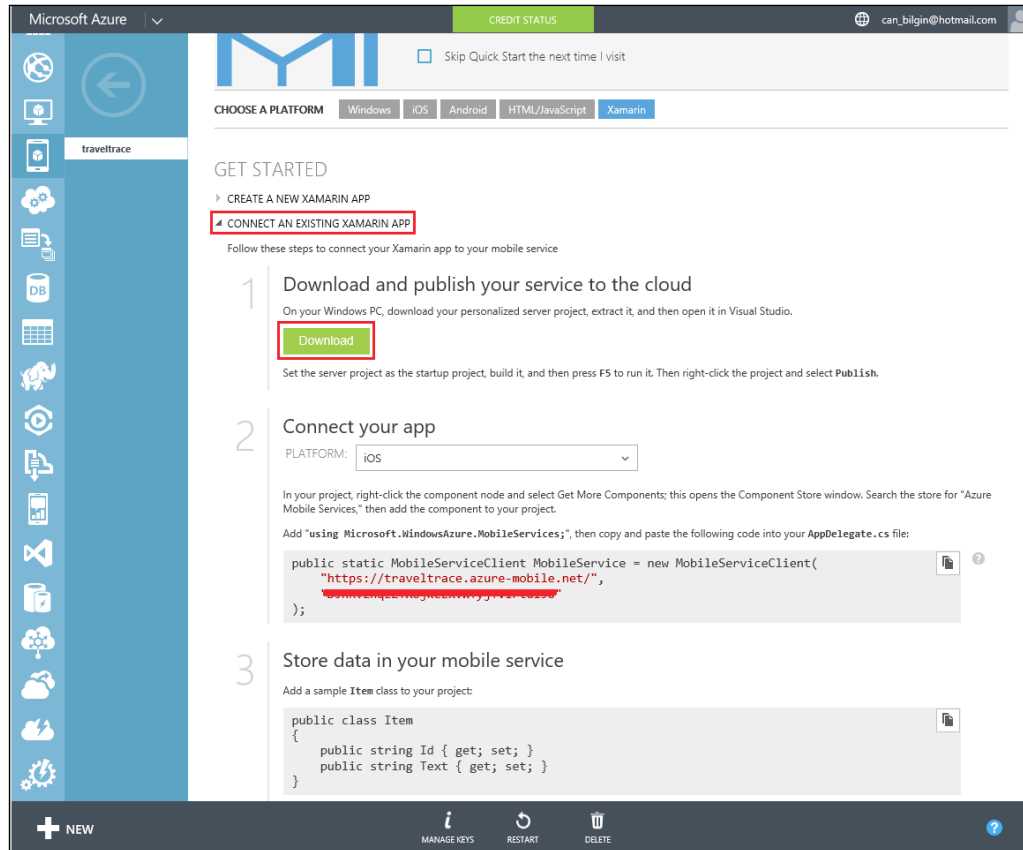 Microsoft Azure
CREDIT STATUS
can_bilgin@hotmail.com
Skip Quick Start the next time I visit
CHOOSE A PLATFORM Windows iOS Android HTML/JavaScript Xamarin
traveltrace
GET STARTED
CREATE A NEW XAMARIN APP
CONNECT AN EXISTING XAMARIN APP
Follow these steps to connect your Xamarin app to your mobile service
1 Download and publish your service to the cloud
On your Windows PC, download your personalized server project, extract it, and then open it in Visual Studio.
Download
Set the server project as the startup project, build it, and then press F5 to run it. Then right-click the project and select Publish.
2 Connect your app
PLATFORM: iOS
In your project, right-click the component node and select Get More Components; this opens the Component Store window. Search the store for "Azure
Mobile Services," then add the component to your project.
Add "using Microsoft.WindowsAzure.MobileServices;", then copy and paste the following code into your AppDelegate.cs file:
public static MobileServiceClient MobileService = new MobileServiceClient(
"https://traveltrace.azure-mobile.net/",
);
3 Store data in your mobile service
Add a sample Item class to your project:
public class Item
{
public string Id { get; set; }
public string Text { get; set; }
}
DB
NEW
MANAGE KEYS
RESTART
DELETE
?